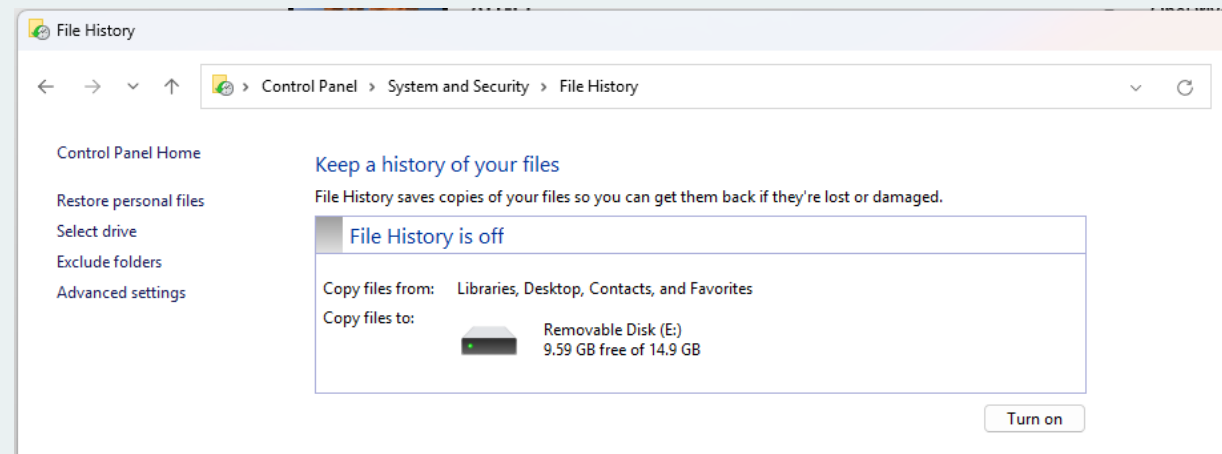 File History
Control Panel > System and Security > File History
Control Panel Home
Restore personal files
Select drive
Exclude folders
Advanced settings
Keep a history of your files
File History saves copies of your files so you can get them back if they're lost or damaged.
File History is off
Copy files from: Libraries, Desktop, Contacts, and Favorites
Copy files to:
Removable Disk (E:)
9.59 GB free of 14.9 GB
Turn on